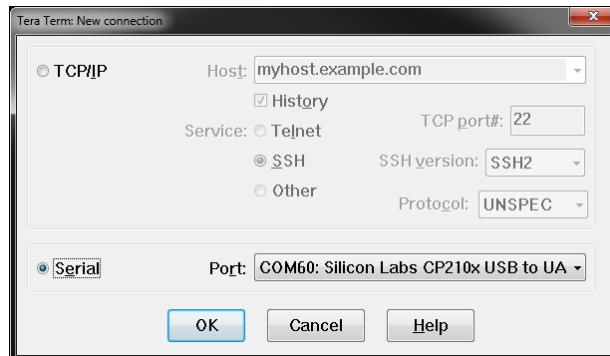 Tera Term: New connection
x
TCP/IP
Host: myhost.example.com
History
Service: Telnet
TCP port#: 22
SSH
SSH version: SSH2
Other
Protocol: UNSPEC
Serial
Port: COM60: Silicon Labs CP210x USB to UA
OK Cancel Help